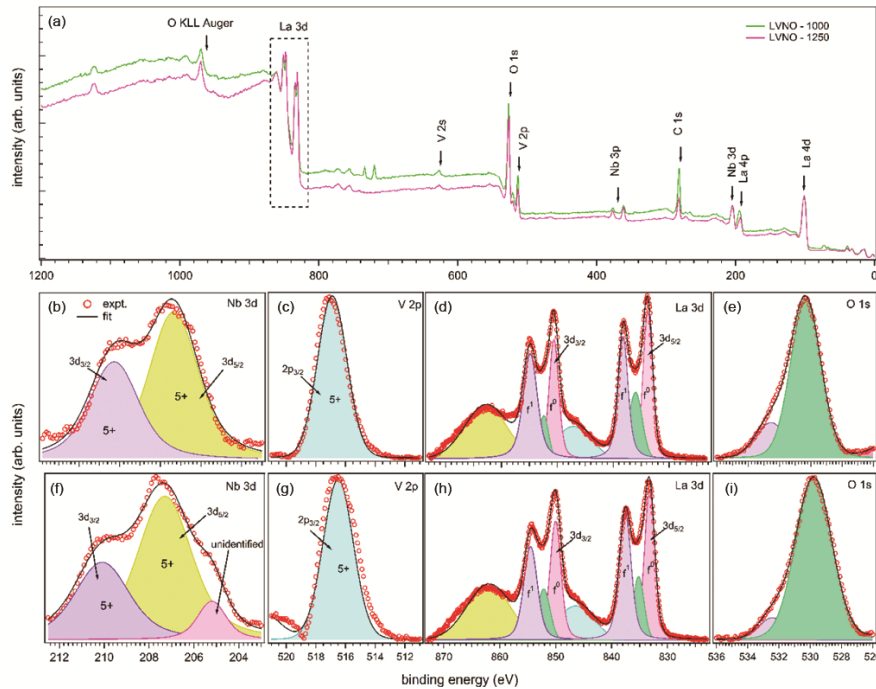 (a)
O KLL Auger
La 3d
LVNO - 1000
LVNO - 1250
V 2s
O 1s
V 2p
Nb 3p
C 1s
Nb 3d
La 4p
La 4d
intensity (arb. units)
1200 1000 800 600 400 200 0
(b) Nb 3d
expt.
fit
3d3/2
3d5/2
5+
5+
(c) V 2p
2p3/2
5+
(d) La 3d
3d3/2
3d5/2
f1 f0 f1 f0
(e) O 1s
(f) Nb 3d
3d3/2
3d5/2
unidentified
5+
5+
(g) V 2p
2p3/2
5+
(h) La 3d
3d3/2
3d5/2
f1 f0 f1 f0
(i) O 1s
intensity (arb. units)
212 210 208 206 204
520 518 516 514 512
870 860 850 840 830
536 534 532 530 528 526
binding energy (eV)